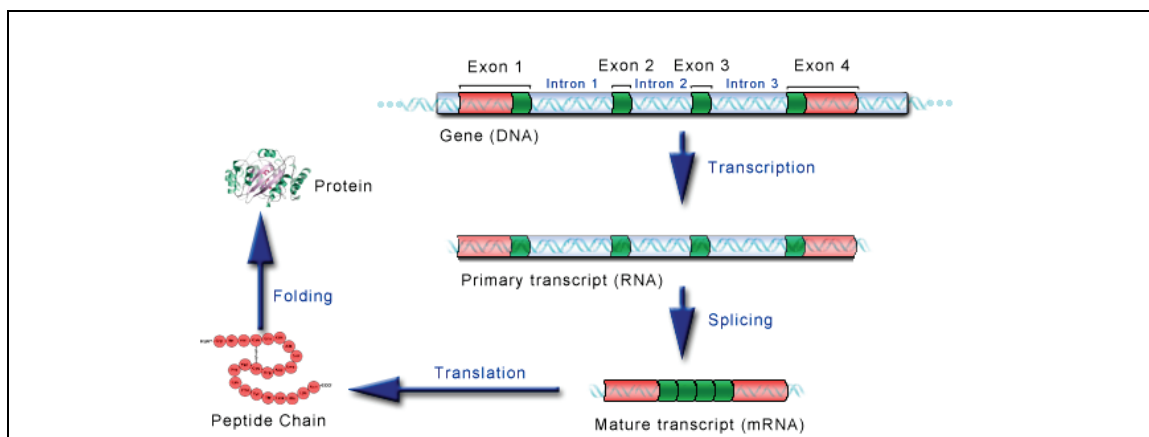 Exon 1
Exon 2
Exon 3
Exon 4
Intron 1
Intron 2
Intron 3
Gene (DNA)
Transcription
Protein
Primary transcript (RNA)
Folding
Splicing
Translation
Peptide Chain
Mature transcript (mRNA)